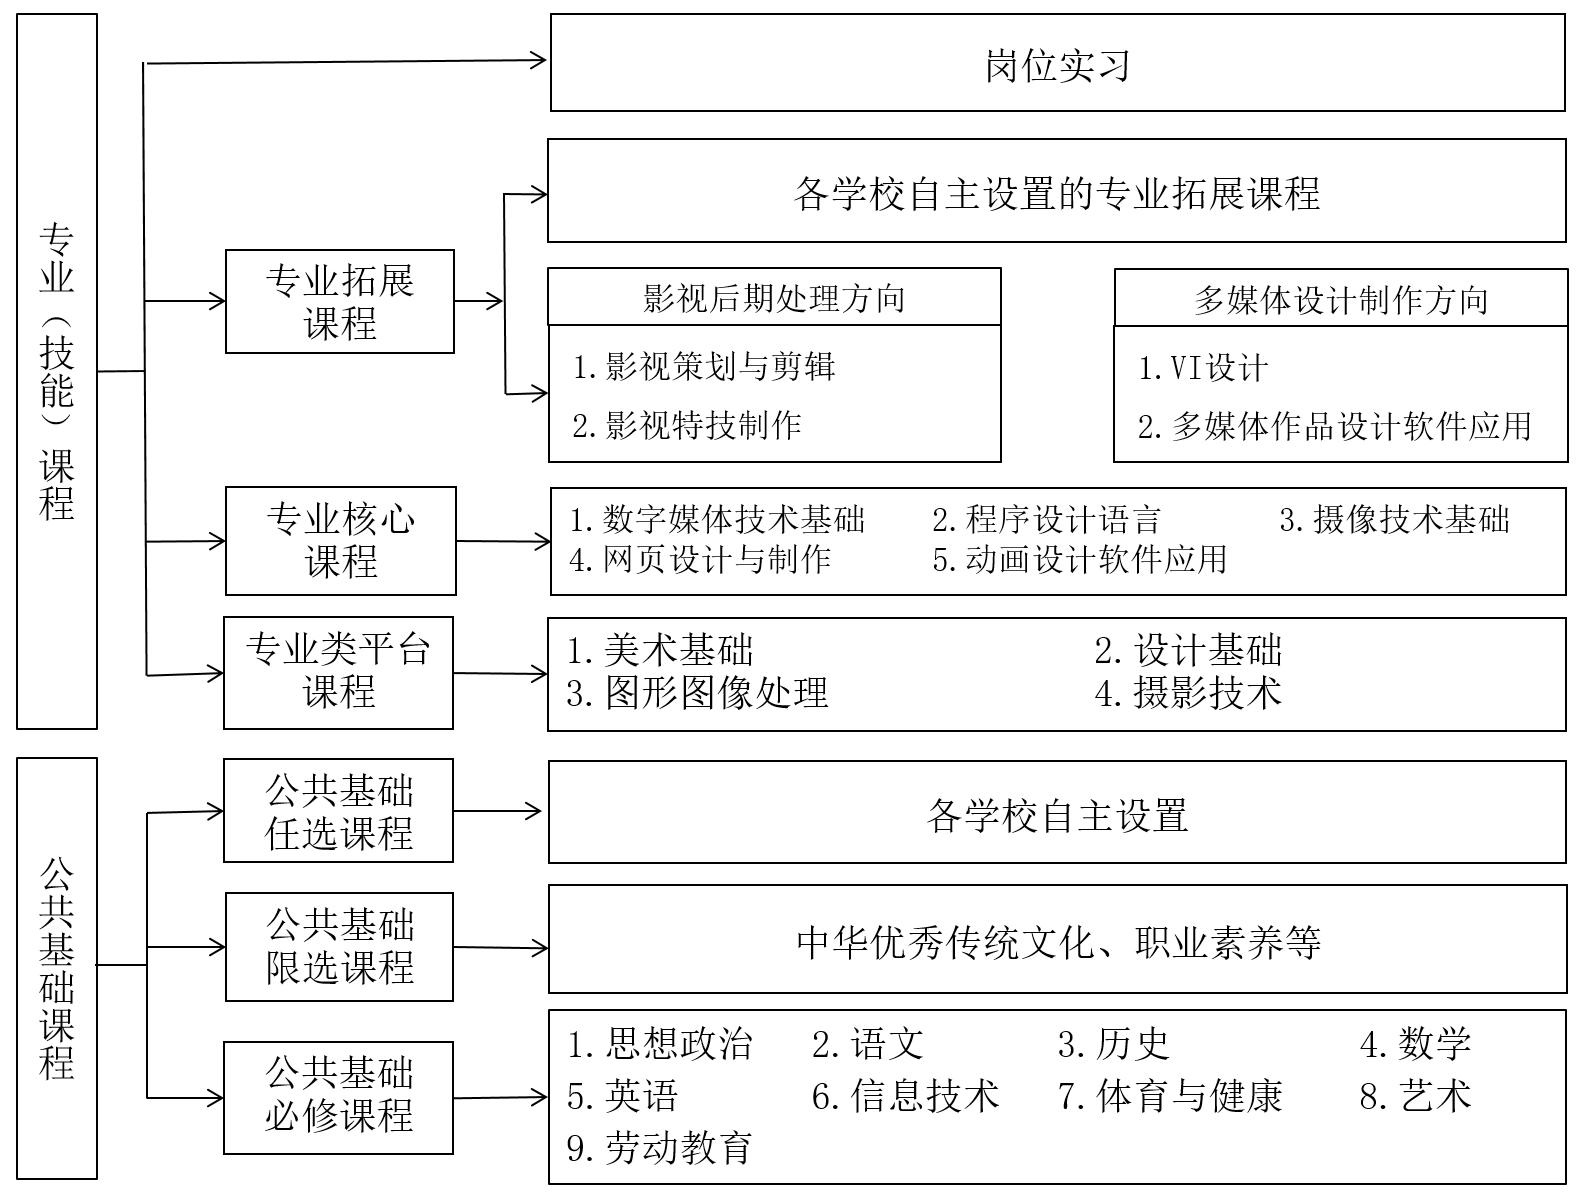 专业（技能）课程
岗位实习
专业拓展
课程
各学校自主设置的专业拓展课程
影视后期处理方向
1.影视策划与剪辑
2.影视特技制作
多媒体设计制作方向
1.VI设计
2.多媒体作品设计软件应用
专业核心
课程
1.数字媒体技术基础 2.程序设计语言 3.摄像技术基础
4.网页设计与制作 5.动画设计软件应用
专业类平台
课程
1.美术基础 2.设计基础
3.图形图像处理 4.摄影技术
公共基础课程
公共基础
任选课程
各学校自主设置
公共基础
限选课程
中华优秀传统文化、职业素养等
公共基础
必修课程
1.思想政治 2.语文 3.历史 4.数学
5.英语 6.信息技术 7.体育与健康 8.艺术
9.劳动教育